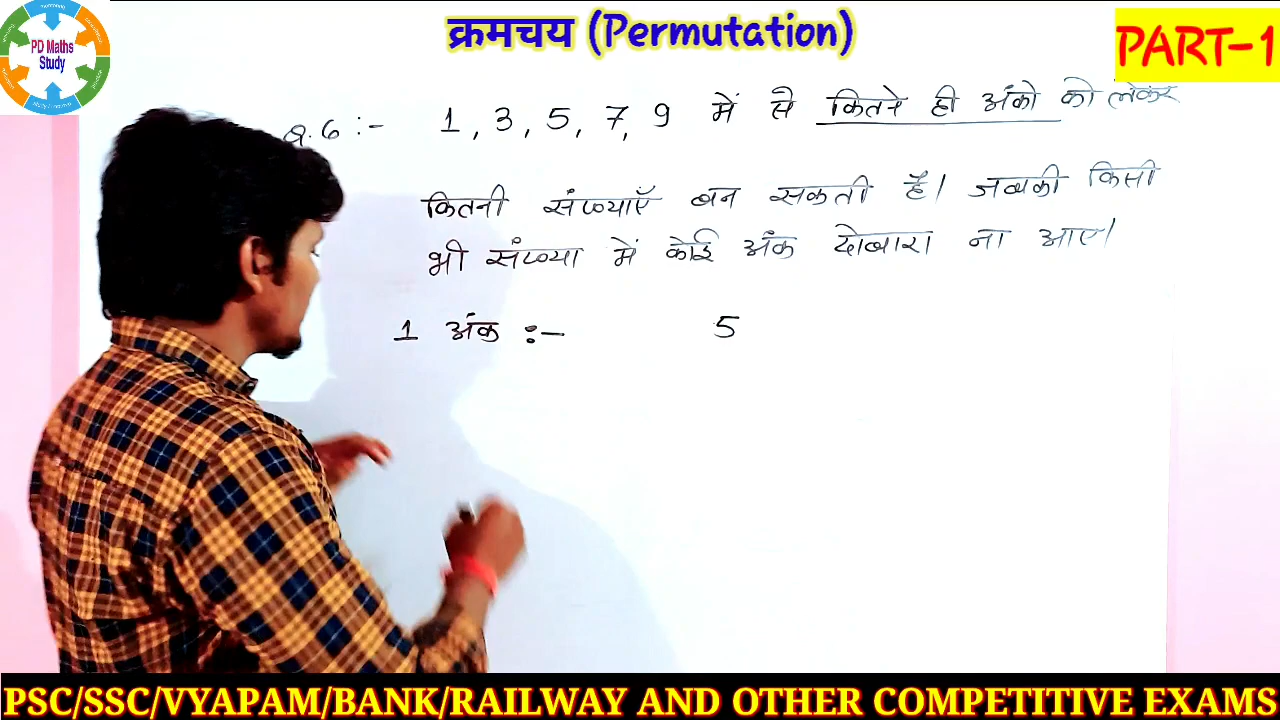 क्रमचय (Permutation)
PART-1
PD Maths
Study
Q.6 :- 1, 3, 5, 7, 9 में से कितने ही अंको को लेकर
कितनी संख्याएँ बन सकती है। जबकी किसी
भी संख्या में कोई अंक दोबारा ना आए।
1 अंक :- 5
PSC/SSC/VYAPAM/BANK/RAILWAY AND OTHER COMPETITIVE EXAMS